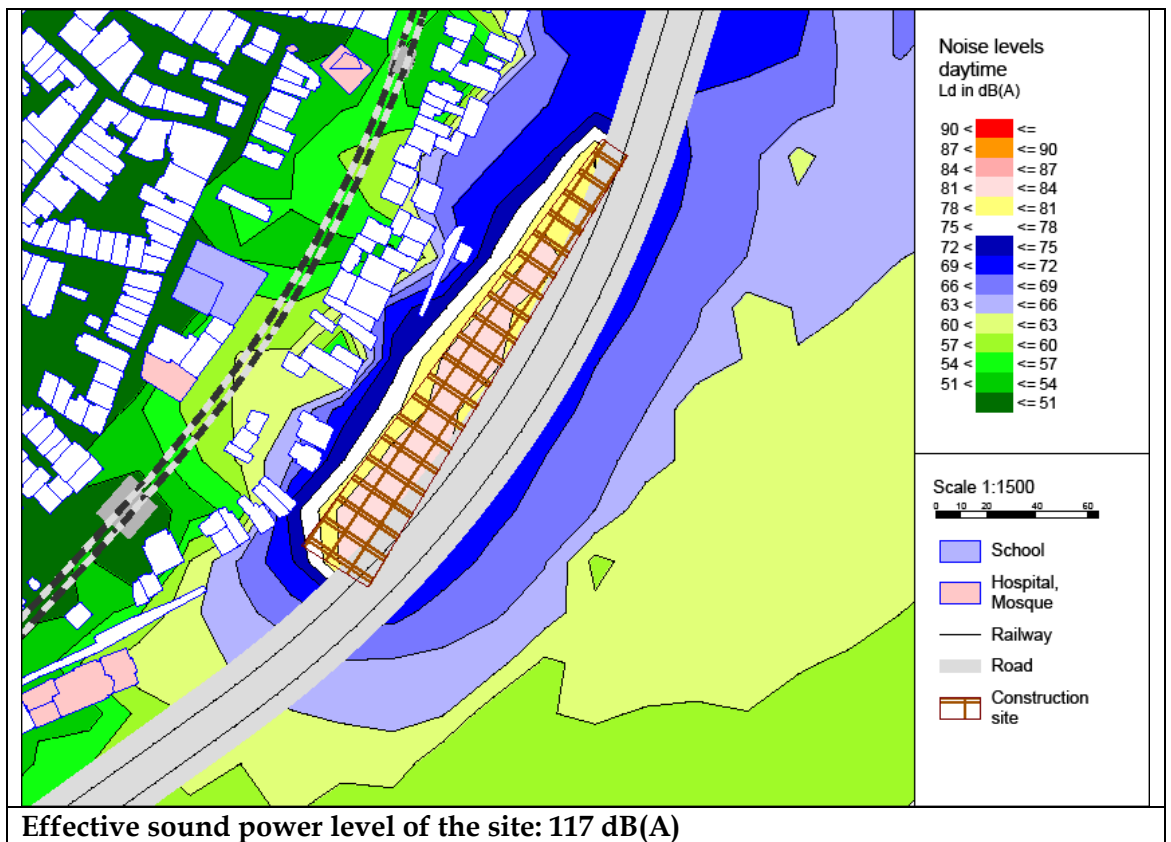 Noise levels
daytime
Ld in dB(A)
90 < <=
87 < <= 90
84 < <= 87
81 < <= 84
78 < <= 81
75 < <= 78
72 < <= 75
69 < <= 72
66 < <= 69
63 < <= 66
60 < <= 63
57 < <= 60
54 < <= 57
51 < <= 54
<= 51
Scale 1:1500
0 10 20 40 60
School
Hospital,
Mosque
Railway
Road
Construction
site
Effective sound power level of the site: 117 dB(A)